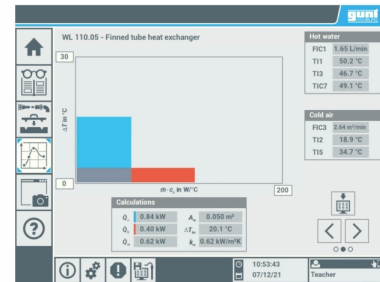 gunt
WL 110.05 - Finned tube heat exchanger
30
ΔT in °C
0
ṁ · cₚ in W/°C
200
Hot water
FIC1 1.65 L/min
TI1 50.2 °C
TI3 46.7 °C
TIC7 49.1 °C
Cold air
FIC3 2.64 m³/min
TI2 18.9 °C
TI5 34.7 °C
Calculations
0.84 kW Aₘ 0.050 m²
0.40 kW 20.1 °C
Q̇ₘ 0.62 kW kₘ 0.62 kW/m²K
?
i
!
10:53:43
07/12/21
Teacher